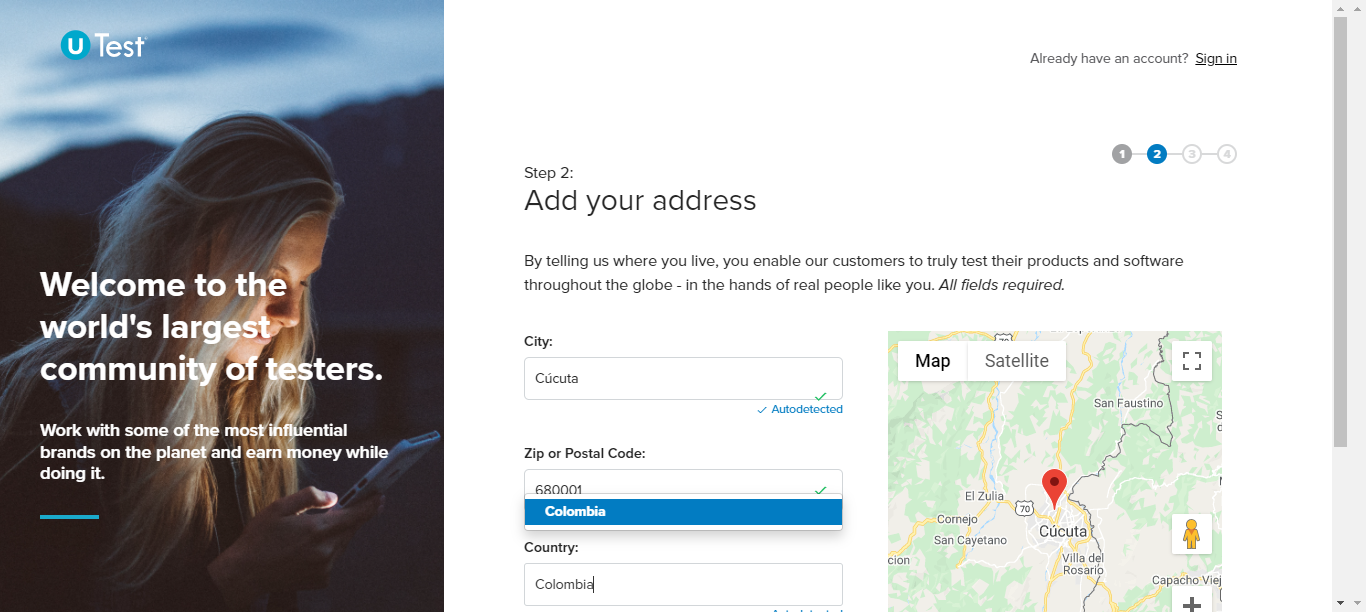 U Test
Already have an account? Sign in
1 2 3 4
Step 2:
Add your address
Welcome to the
world's largest
community of testers.
Work with some of the most influential
brands on the planet and earn money while
doing it.
By telling us where you live, you enable our customers to truly test their products and software
throughout the globe - in the hands of real people like you. All fields required.
City:
Cúcuta
Autodetected
Zip or Postal Code:
680001
Colombia
Country:
Colombia
Map Satellite
San Faustino
El Zulia
70
Cornejo
San Cayetano
Cúcuta
Villa del
Rosario
Capacho Viej